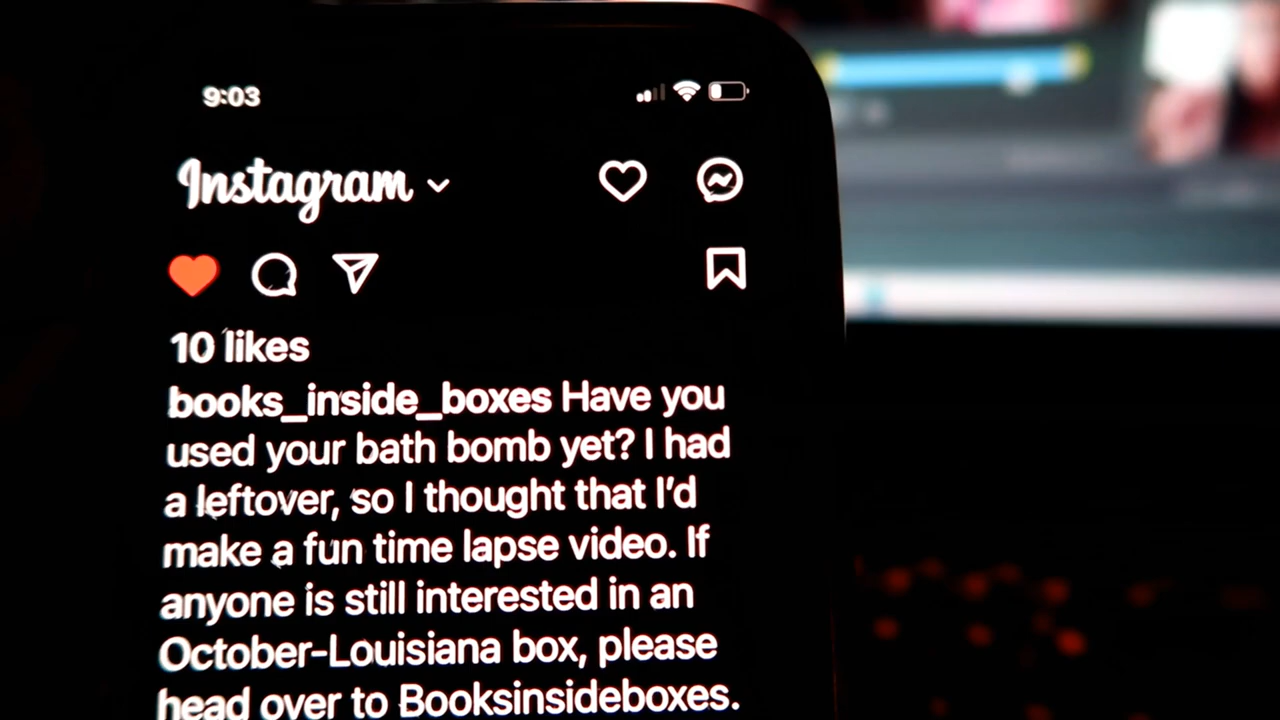 9:03
Instagram
10 likes
books_inside_boxes Have you
used your bath bomb yet? I had
a leftover, so I thought that I'd
make a fun time lapse video. If
anyone is still interested in an
October-Louisiana box, please
head over to Booksinsideboxes.